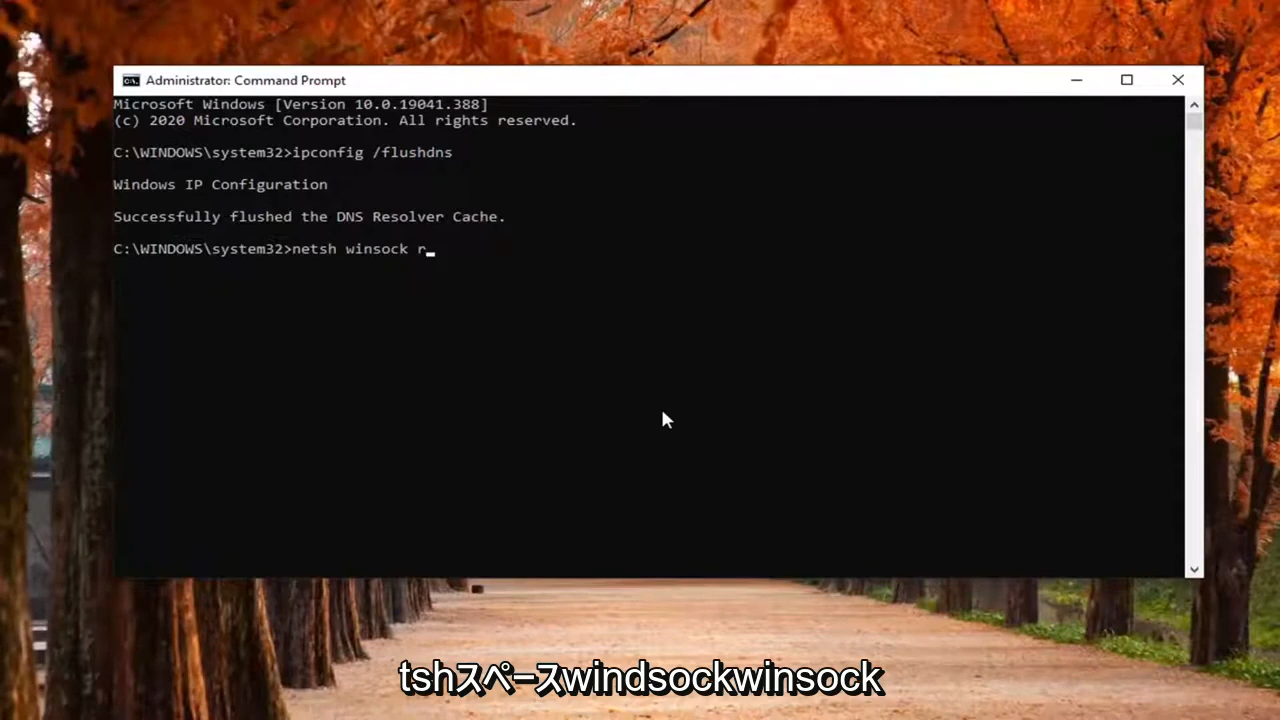 Administrator: Command Prompt
Microsoft Windows [Version 10.0.19041.388]
(c) 2020 Microsoft Corporation. All rights reserved.
C:\WINDOWS\system32>ipconfig /flushdns
Windows IP Configuration
Successfully flushed the DNS Resolver Cache.
C:\WINDOWS\system32>netsh winsock r_
tshスペースwindsockwinsock